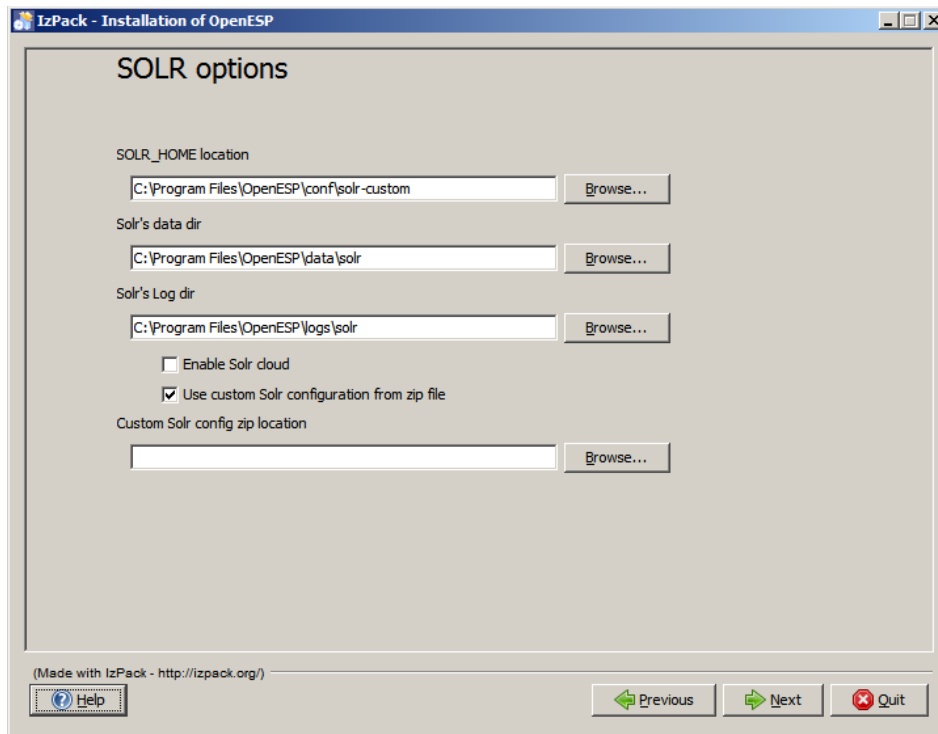 IzPack - Installation of OpenESP
SOLR options
SOLR_HOME location
C:\Program Files\OpenESP\conf\solr-custom
Browse...
Solr's data dir
C:\Program Files\OpenESP\data\solr
Browse...
Solr's Log dir
C:\Program Files\OpenESP\logs\solr
Browse...
Enable Solr cloud
Use custom Solr configuration from zip file
Custom Solr config zip location
Browse...
(Made with IzPack - http://izpack.org/)
Help
Previous
Next
Quit